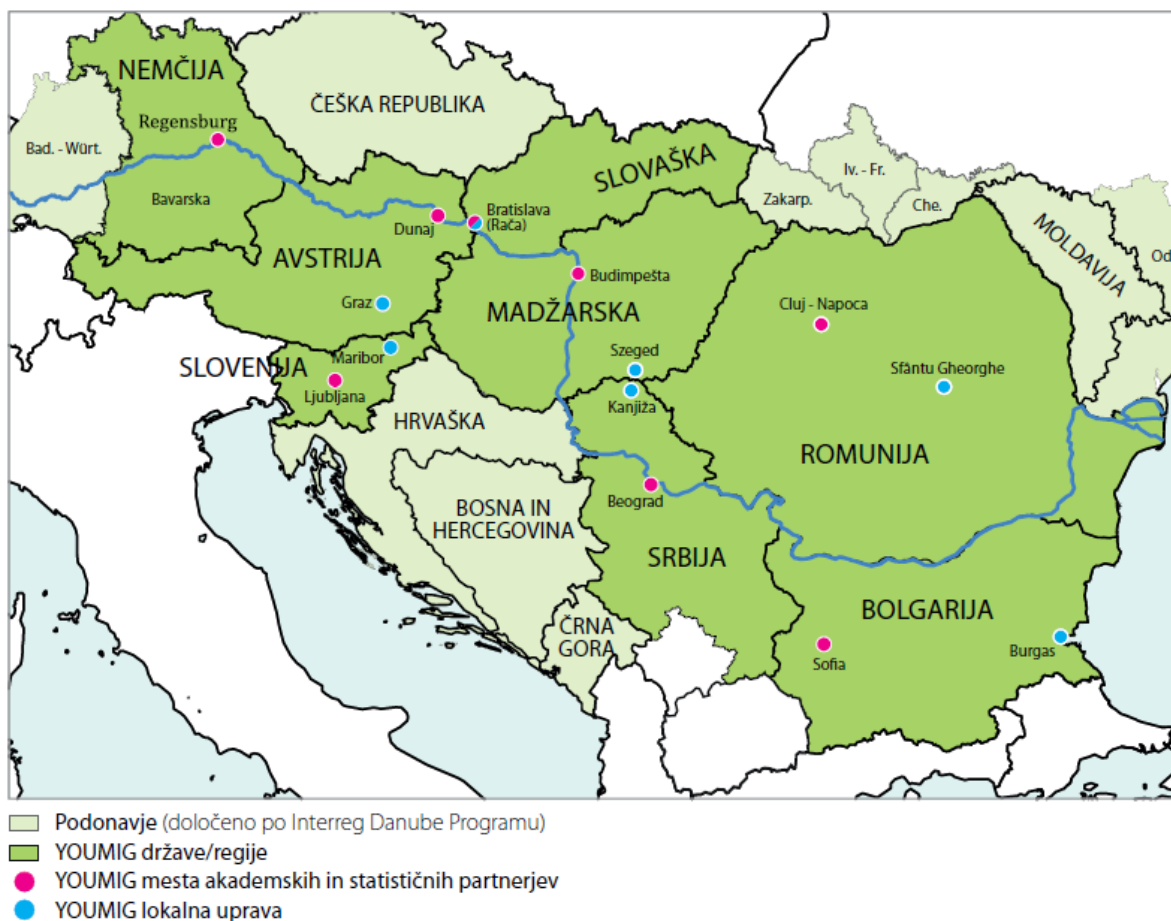 NEMČIJA
ČEŠKA REPUBLIKA
Regensburg
Bad. - Würt.
Bavarska
SLOVAŠKA
Iv. - Fr.
Zakarp.
Che.
Dunaj
Bratislava
(Rača)
MOLDAVIJA
Od
AVSTRIJA
Budimpešta
Graz
MADŽARSKA
Cluj - Napoca
Maribor
Szeged
SLOVENIJA
Sfântu Gheorghe
Ljubljana
Kanjiža
HRVAŠKA
ROMUNIJA
Beograd
BOSNA IN
HERCEGOVINA
SRBIJA
BOLGARIJA
ČRNA
GORA
Sofia
Burgas
Podonavje (določeno po Interreg Danube Programu)
YOUMIG države/regije
YOUMIG mesta akademskih in statističnih partnerjev
YOUMIG lokalna uprava